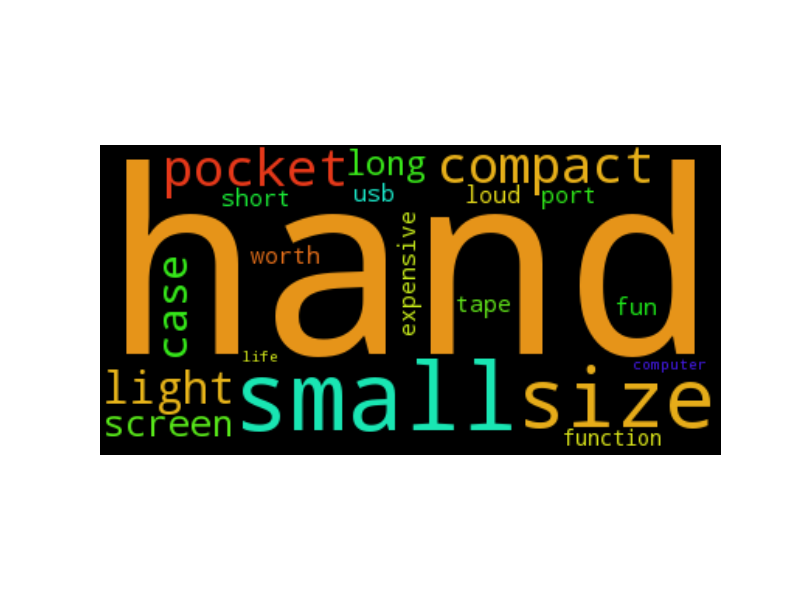 pocket long compact
short usb loud port
hand
case worth expensive tape fun
life computer
light small size
screen function